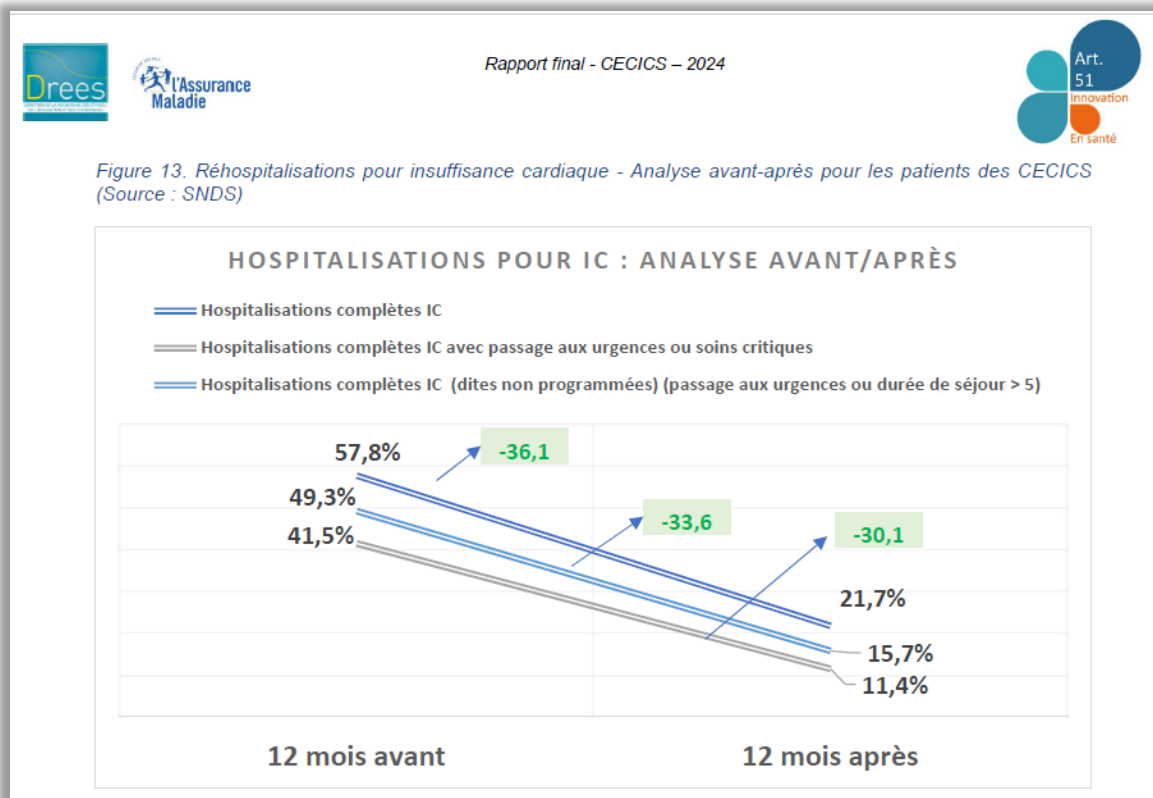 Drees
l'Assurance
Maladie
Rapport final - CECICS – 2024
Art.
51
Innovation
En santé
Figure 13. Réhospitalisations pour insuffisance cardiaque - Analyse avant-après pour les patients des CECICS
(Source : SNDS)
HOSPITALISATIONS POUR IC : ANALYSE AVANT/APRÈS
Hospitalisations complètes IC
Hospitalisations complètes IC avec passage aux urgences ou soins critiques
Hospitalisations complètes IC (dites non programmées) (passage aux urgences ou durée de séjour > 5)
57,8%
-36,1
49,3%
-33,6
41,5%
-30,1
21,7%
15,7%
11,4%
12 mois avant
12 mois après